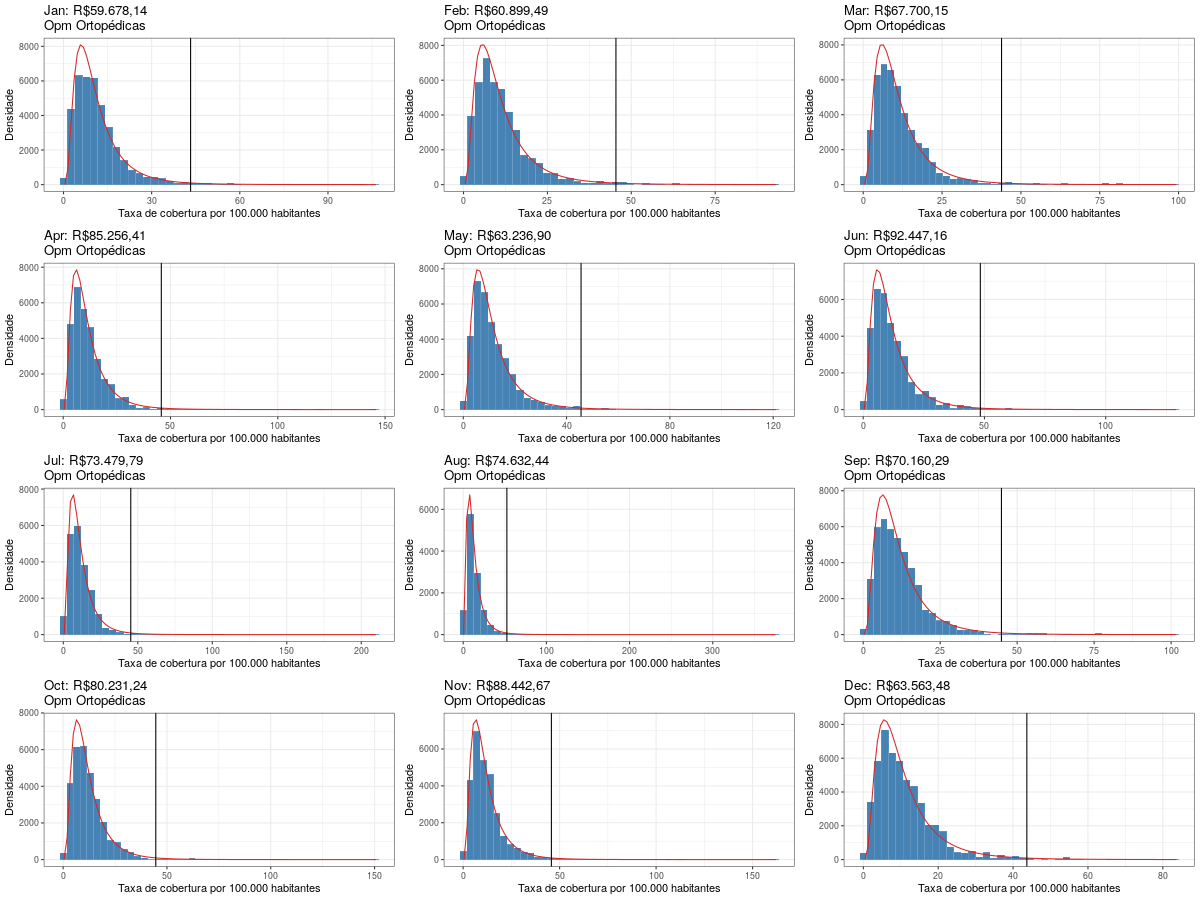 Jan: R$59.678,14
Opm Ortopédicas
Densidade
8000
6000
4000
2000
0
0 30 60 90
Taxa de cobertura por 100.000 habitantes
Feb: R$60.899,49
Opm Ortopédicas
Densidade
8000
6000
4000
2000
0
0 25 50 75
Taxa de cobertura por 100.000 habitantes
Mar: R$67.700,15
Opm Ortopédicas
Densidade
8000
6000
4000
2000
0
0 25 50 75 100
Taxa de cobertura por 100.000 habitantes
Apr: R$85.256,41
Opm Ortopédicas
Densidade
8000
6000
4000
2000
0
0 50 100 150
Taxa de cobertura por 100.000 habitantes
May: R$63.236,90
Opm Ortopédicas
Densidade
8000
6000
4000
2000
0
0 40 80 120
Taxa de cobertura por 100.000 habitantes
Jun: R$92.447,16
Opm Ortopédicas
Densidade
6000
4000
2000
0
0 50 100
Taxa de cobertura por 100.000 habitantes
Jul: R$73.479,79
Opm Ortopédicas
Densidade
8000
6000
4000
2000
0
0 50 100 150 200
Taxa de cobertura por 100.000 habitantes
Aug: R$74.632,44
Opm Ortopédicas
Densidade
6000
4000
2000
0
0 100 200 300
Taxa de cobertura por 100.000 habitantes
Sep: R$70.160,29
Opm Ortopédicas
Densidade
8000
6000
4000
2000
0
0 25 50 75 100
Taxa de cobertura por 100.000 habitantes
Oct: R$80.231,24
Opm Ortopédicas
Densidade
8000
6000
4000
2000
0
0 50 100 150
Taxa de cobertura por 100.000 habitantes
Nov: R$88.442,67
Opm Ortopédicas
Densidade
6000
4000
2000
0
0 50 100 150
Taxa de cobertura por 100.000 habitantes
Dec: R$63.563,48
Opm Ortopédicas
Densidade
8000
6000
4000
2000
0
0 20 40 60 80
Taxa de cobertura por 100.000 habitantes